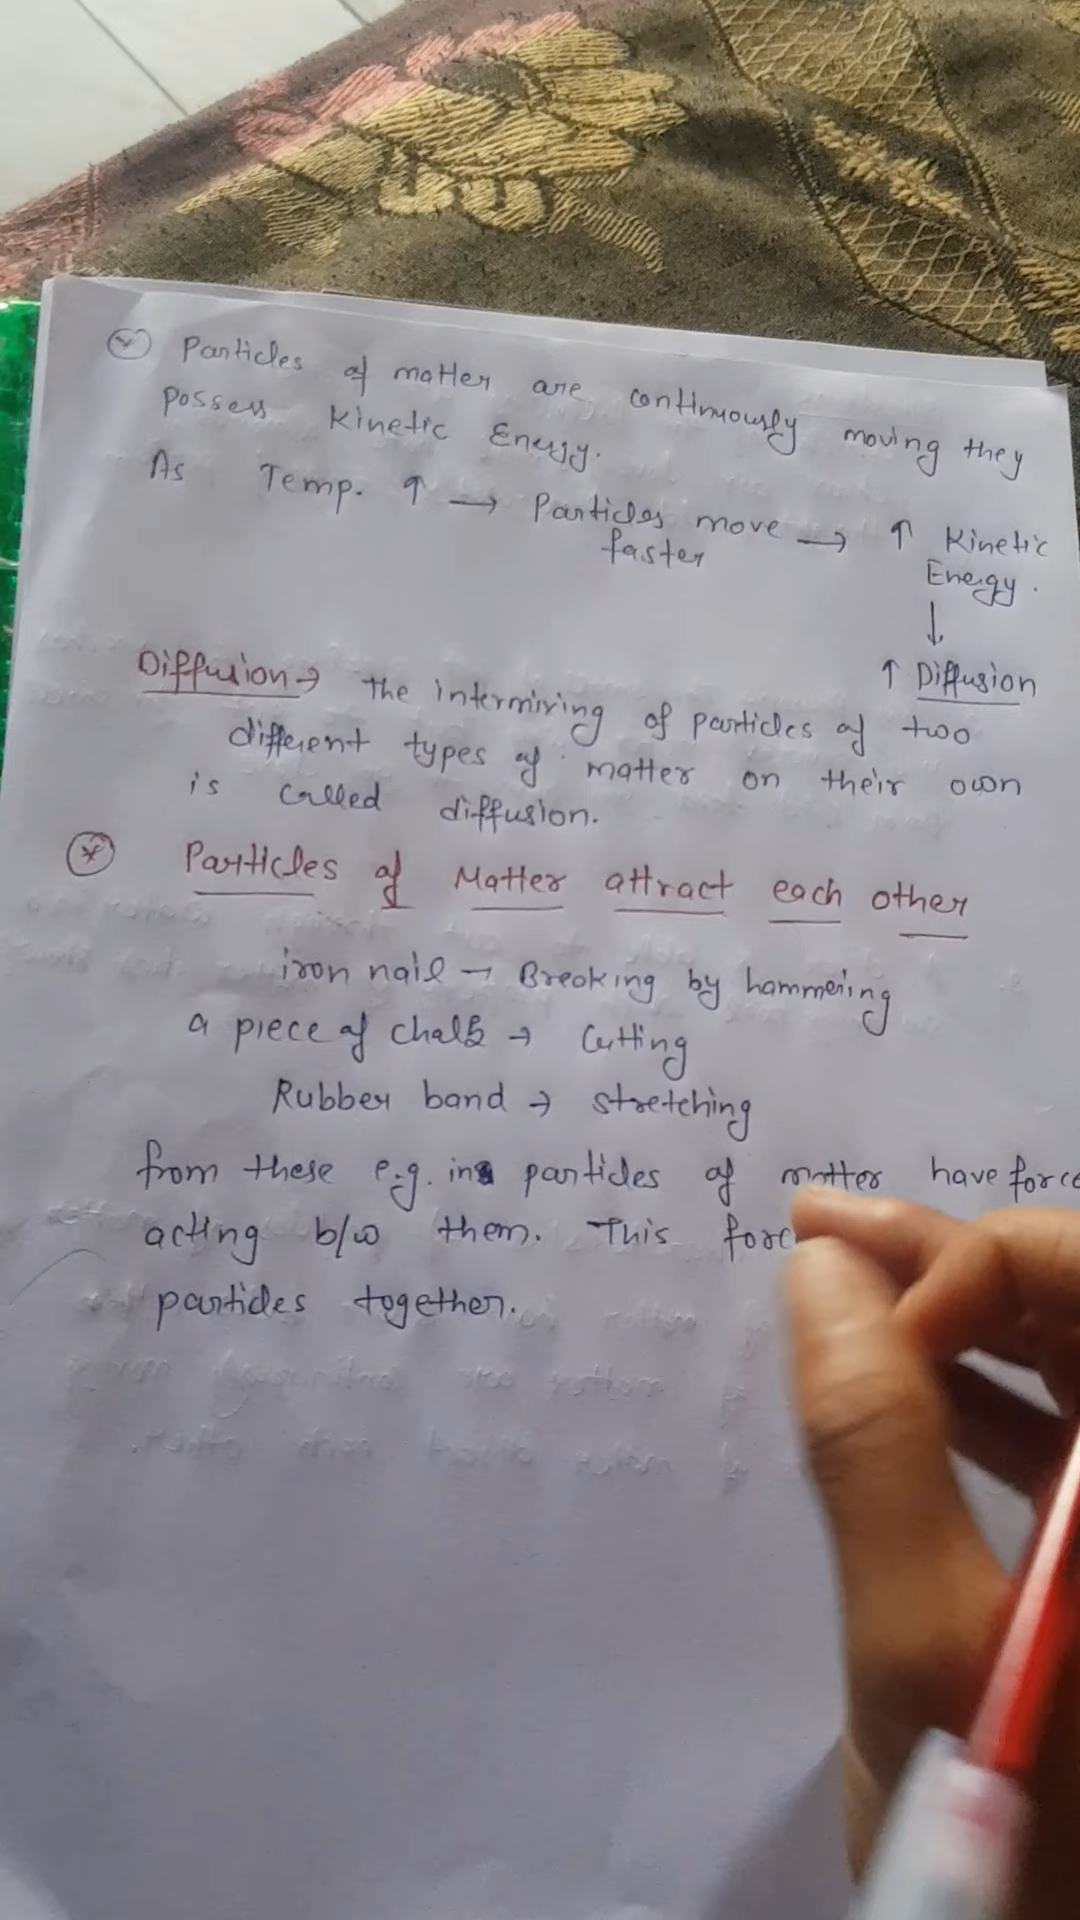 Particles of matter are continuously moving they
possess Kinetic Energy.
As Temp. ↑ → Particles move → ↑ Kinetic
faster Energy.
↓
↑ Diffusion
Diffusion → The intermixing of particles of two
different types of matter on their own
is called diffusion.
* Particles of Matter attract each other
iron nail → Breaking by hammering
a piece of chalk → Cutting
Rubber band → stretching
from these e.g. in particles of matter have force
acting b/w them. This forc
particles together.